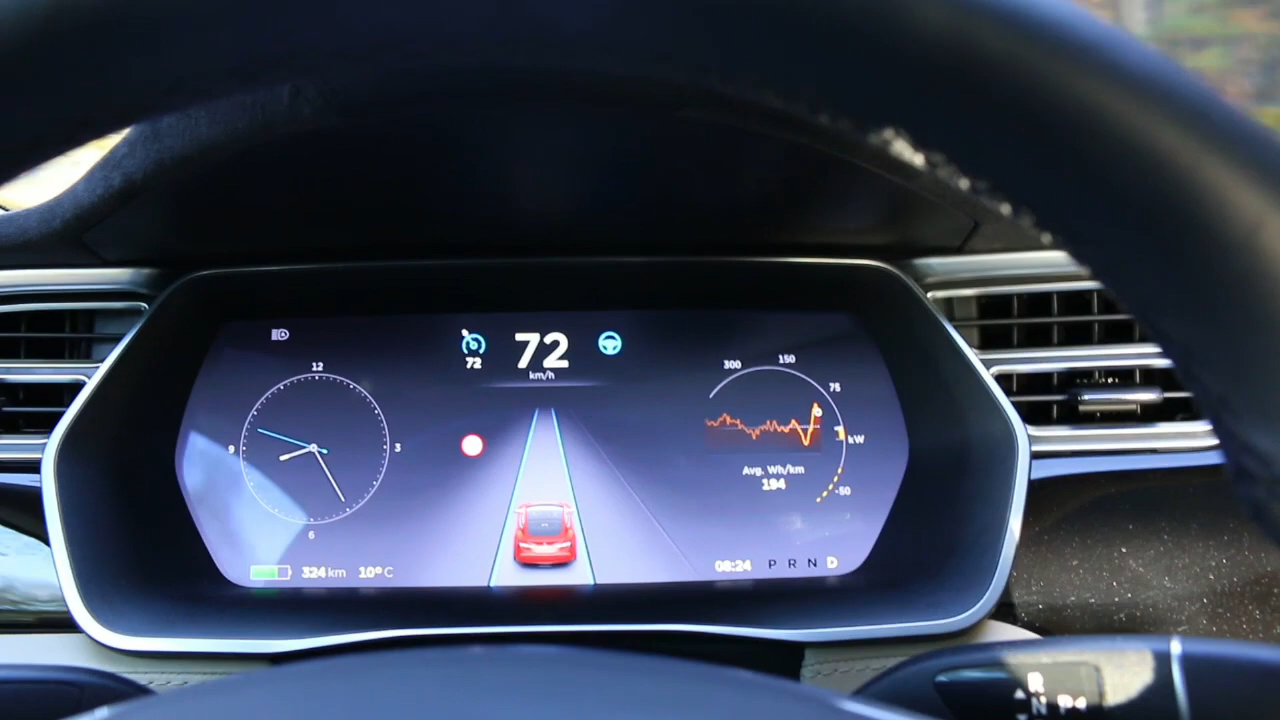 72
72
km/h
12
3
6
9
300
150
75
kW
-50
Avg. Wh/km
194
324 km
10° C
08:24
P R N D
R
N
P